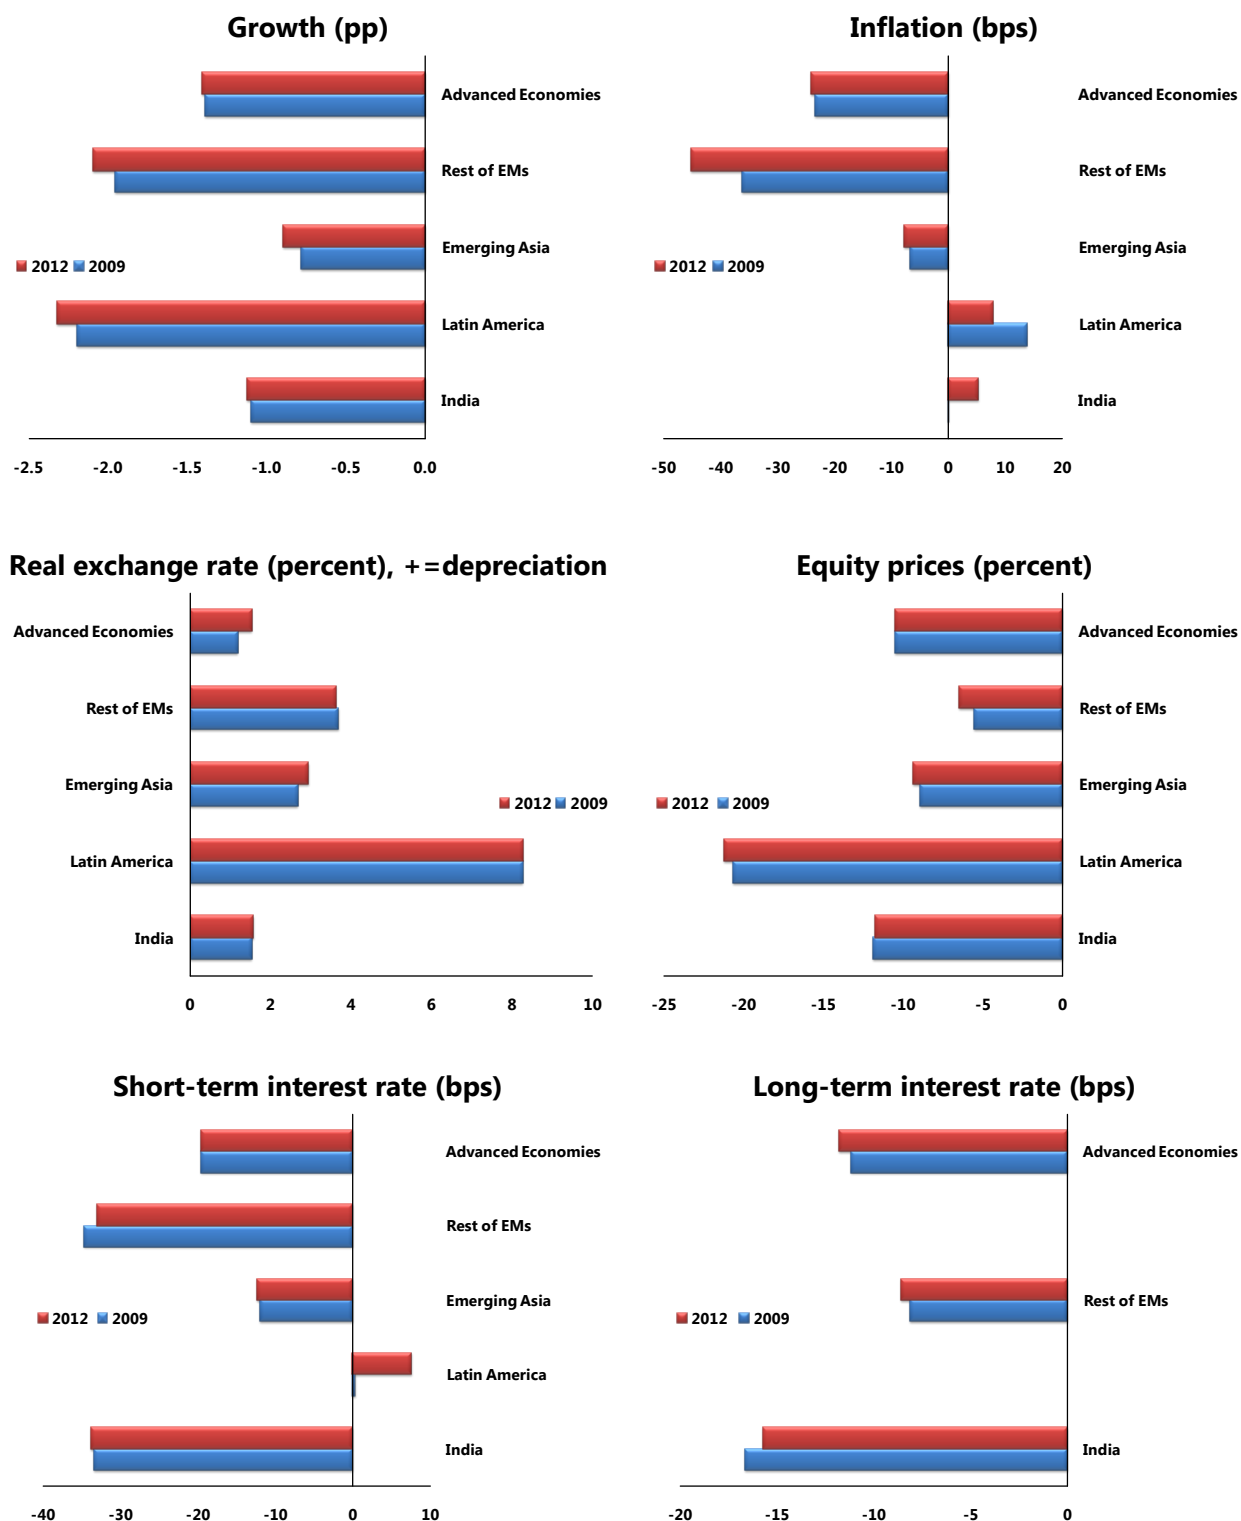 Growth (pp)
Advanced Economies
Rest of EMs
Emerging Asia
2012 2009
Latin America
India
-2.5 -2.0 -1.5 -1.0 -0.5 0.0
Inflation (bps)
Advanced Economies
Rest of EMs
Emerging Asia
2012 2009
Latin America
India
-50 -40 -30 -20 -10 0 10 20
Real exchange rate (percent), +=depreciation
Advanced Economies
Rest of EMs
Emerging Asia
2012 2009
Latin America
India
0 2 4 6 8 10
Equity prices (percent)
Advanced Economies
Rest of EMs
Emerging Asia
2012 2009
Latin America
India
-25 -20 -15 -10 -5 0
Short-term interest rate (bps)
Advanced Economies
Rest of EMs
Emerging Asia
2012 2009
Latin America
India
-40 -30 -20 -10 0 10
Long-term interest rate (bps)
Advanced Economies
Rest of EMs
2012 2009
India
-20 -15 -10 -5 0